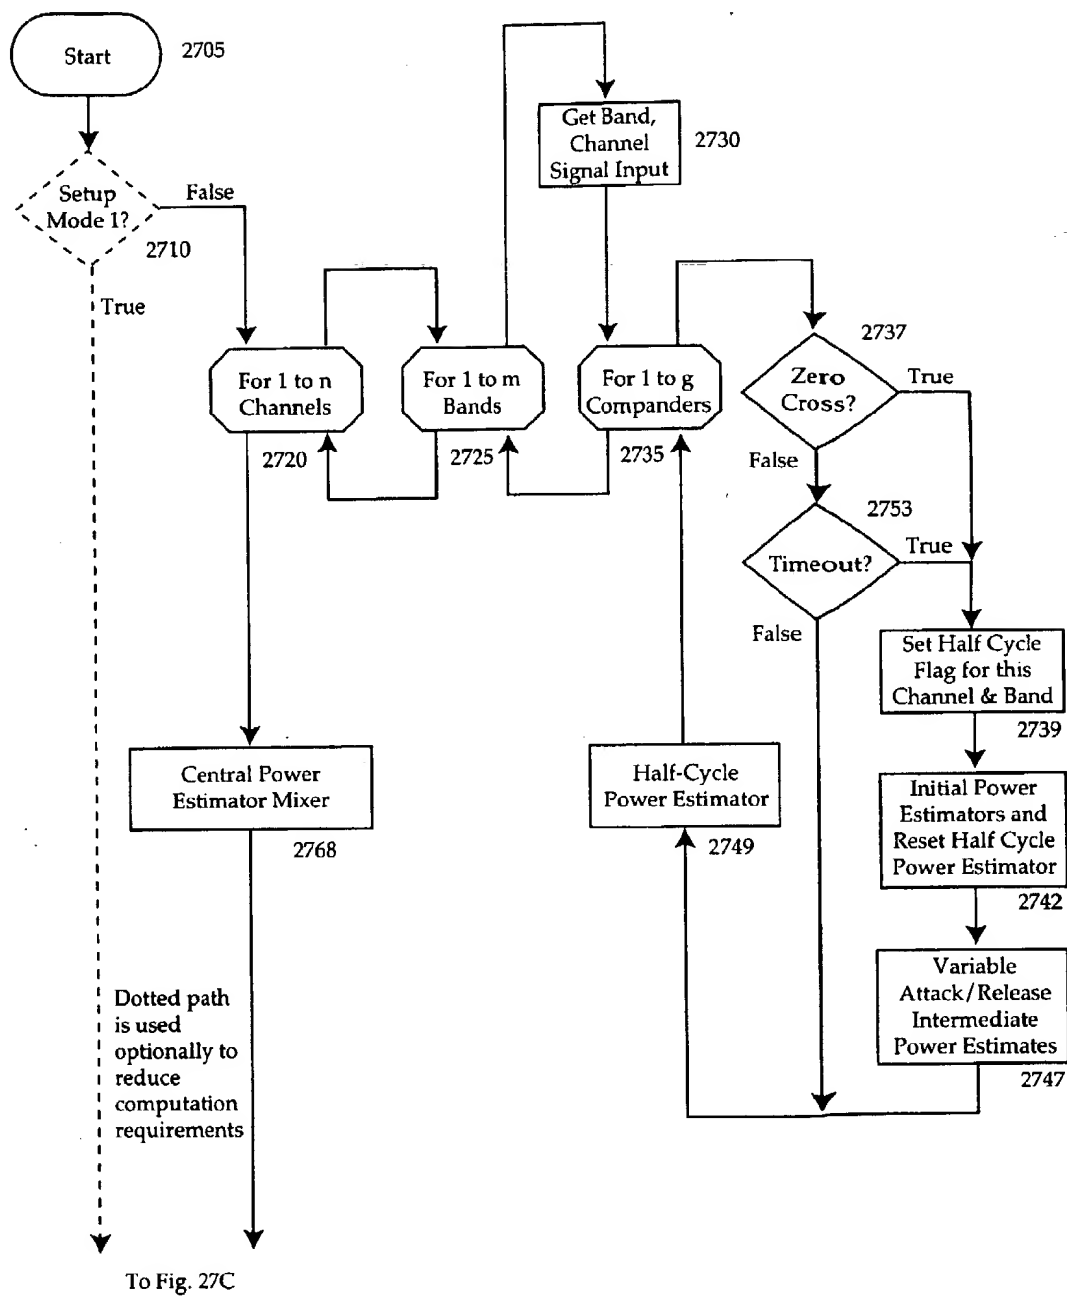 Start
2705
Setup
Mode 1?
False
2710
True
Get Band,
Channel
Signal Input
2730
For 1 to n
Channels
2720
For 1 to m
Bands
2725
For 1 to g
Companders
2735
2737
Zero
Cross?
True
False
2753
Timeout?
True
False
Set Half Cycle
Flag for this
Channel & Band
2739
Initial Power
Estimators and
Reset Half Cycle
Power Estimator
2742
Variable
Attack/Release
Intermediate
Power Estimates
2747
Half-Cycle
Power Estimator
2749
Central Power
Estimator Mixer
2768
Dotted path
is used
optionally to
reduce
computation
requirements
To Fig. 27C